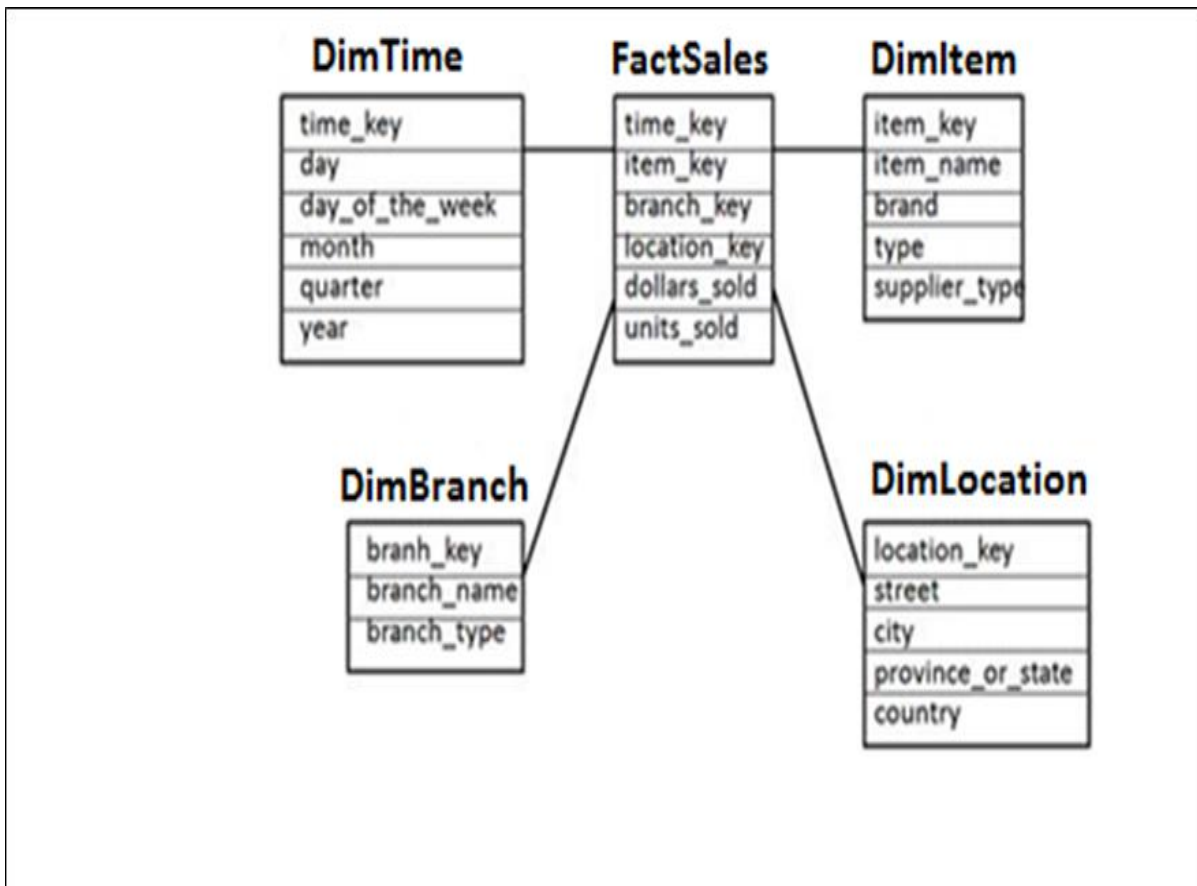 DimTime
time_key
day
day_of_the_week
month
quarter
year
FactSales
time_key
item_key
branch_key
location_key
dollars_sold
units_sold
DimItem
item_key
item_name
brand
type
supplier_type
DimBranch
branh_key
branch_name
branch_type
DimLocation
location_key
street
city
province_or_state
country